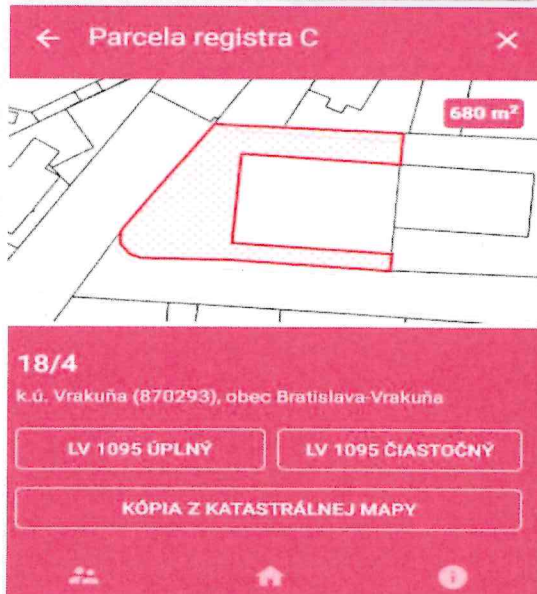 Parcela registra C
680 m²
18/4
k.ú. Vrakuňa (870293), obec Bratislava-Vrakuňa
LV 1095 ÚPLNÝ
LV 1095 ČIASTOČNÝ
KÓPIA Z KATASTRÁLNEJ MAPY